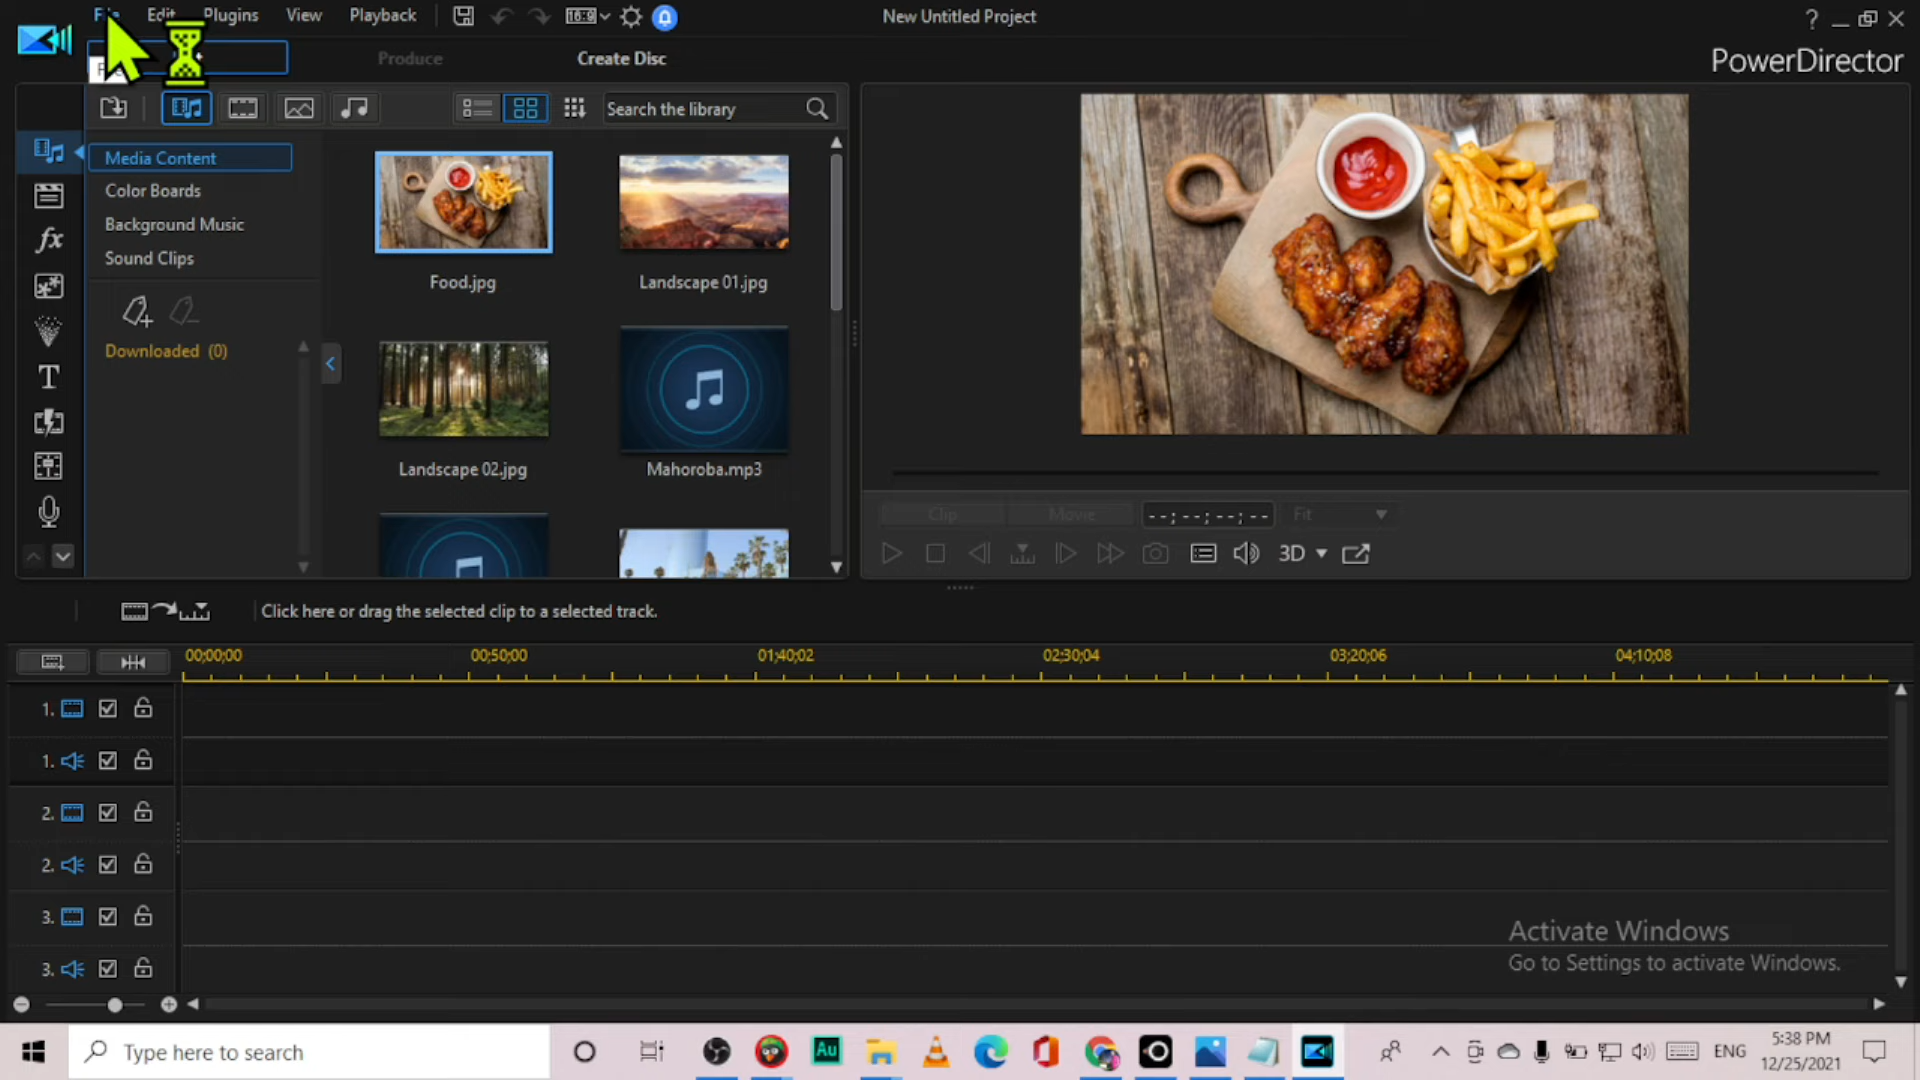 File Edit Plugins View Playback
16:9
New Untitled Project
?
Produce
Create Disc
PowerDirector
Search the library
Media Content
Color Boards
Background Music
Sound Clips
Downloaded (0)
fx
T
Food.jpg
Landscape 01.jpg
Landscape 02.jpg
Mahoroba.mp3
Clip
Movie
--;--;--;--
Fit
3D
Click here or drag the selected clip to a selected track.
00;00;00
00;50;00
01;40;02
02;30;04
03;20;06
04;10;08
1.
1.
2.
2.
3.
3.
Activate Windows
Go to Settings to activate Windows.
Type here to search
Au
ENG
5:38 PM
12/25/2021